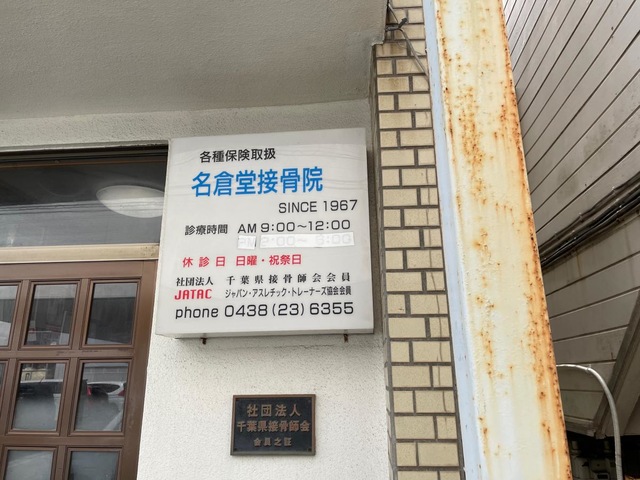 各種保険取扱
名倉堂接骨院
SINCE 1967
診療時間 AM 9:00〜12:00
休診日 日曜・祝祭日
社団法人 千葉県接骨師会会員
JATAC ジャパン・アスレチック・トレーナーズ協会会員
phone 0438 (23) 6355
社団法人
千葉県接骨師会
会員之証